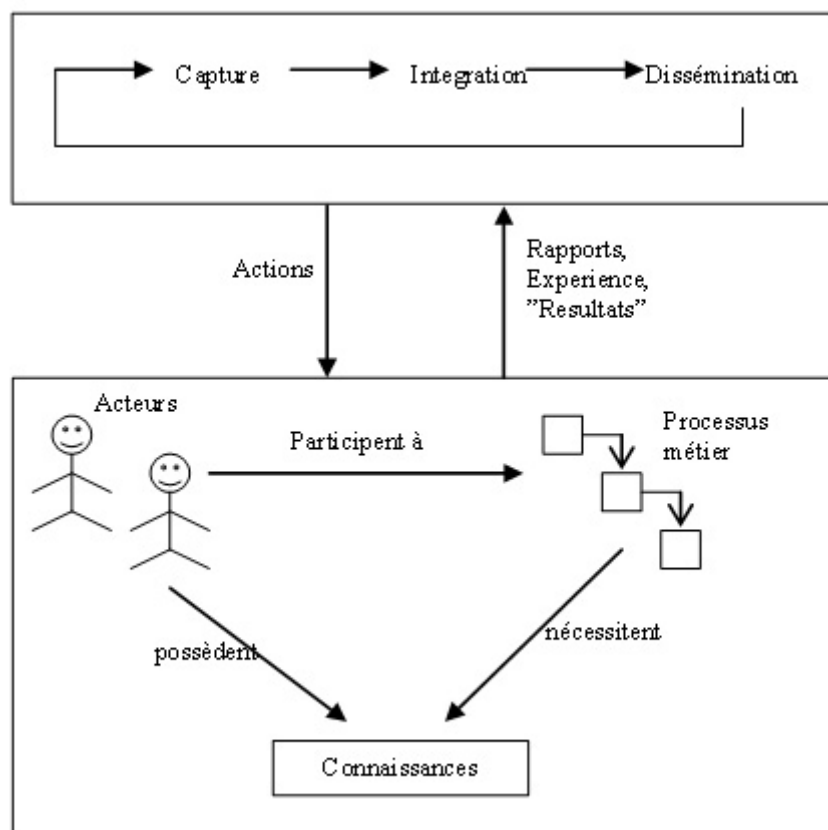 Capture
Integration
Dissémination
Actions
Rapports,
Experience,
”Resultats”
Acteurs
Participent à
Processus
métier
possèdent
nécessitent
Connaissances